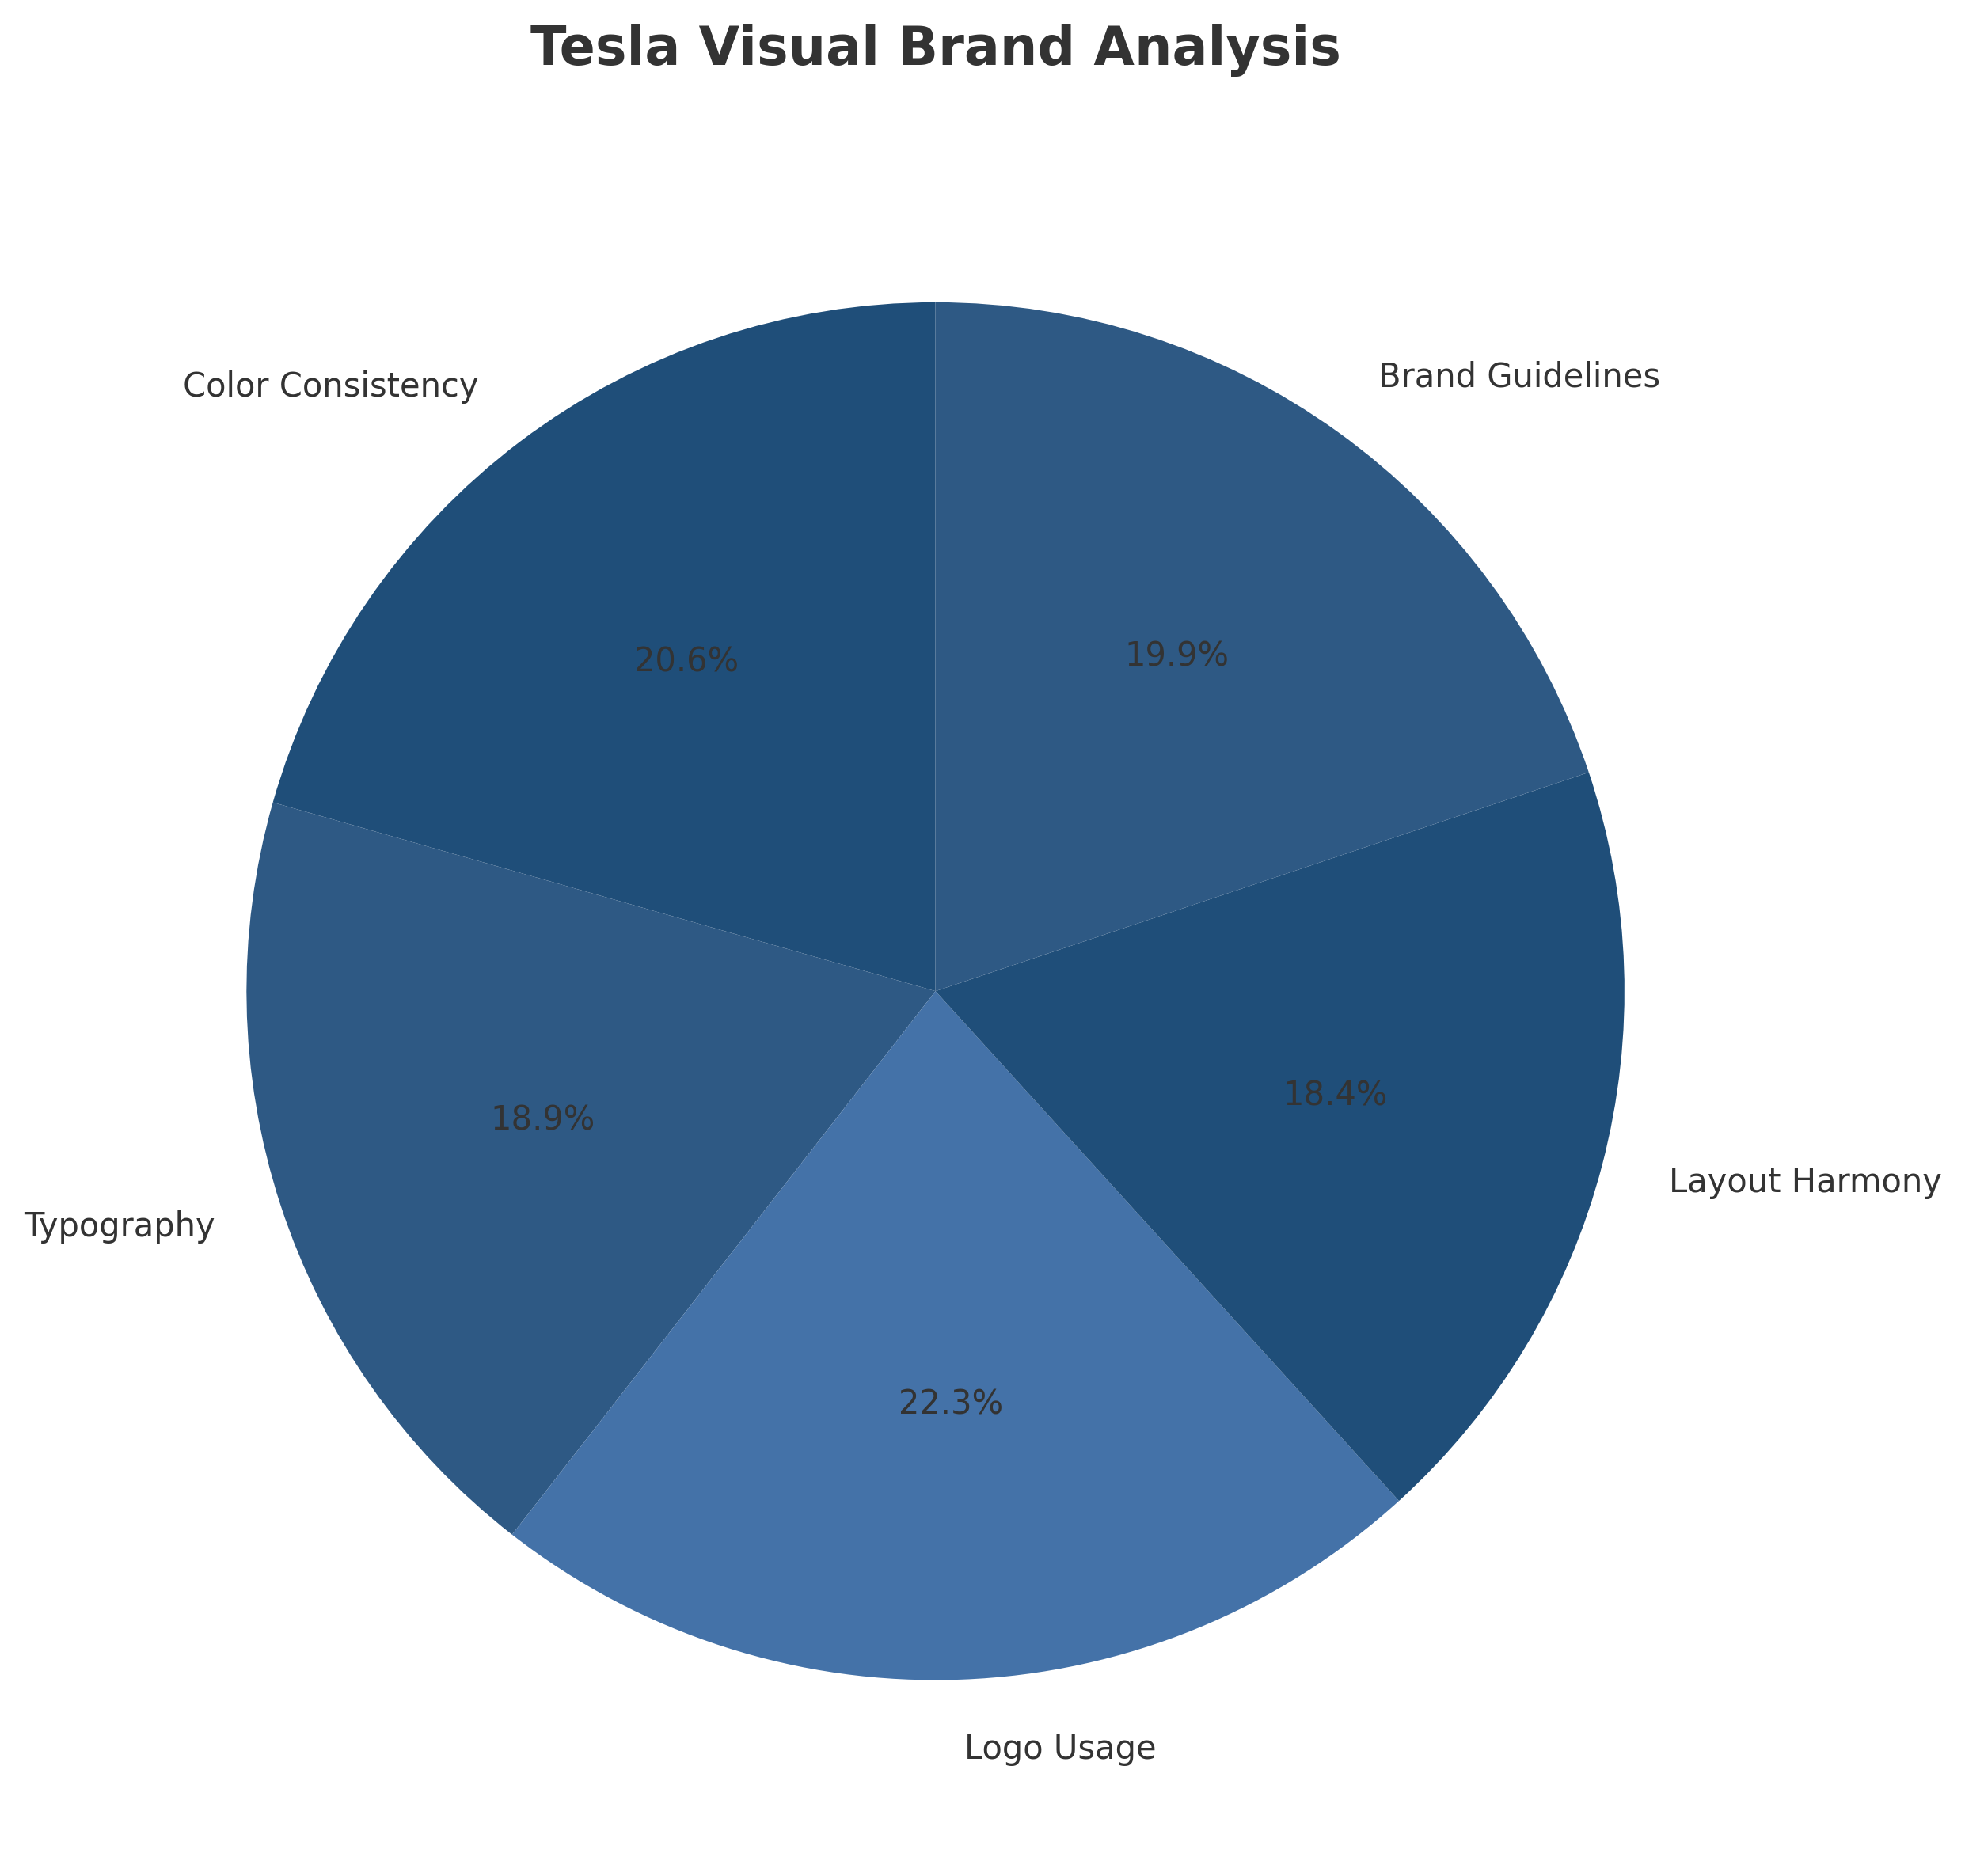 Tesla Visual Brand Analysis
Brand Guidelines
Color Consistency
19.9%
20.6%
18.4%
18.9%
Layout Harmony
Typography
22.3%
Logo Usage